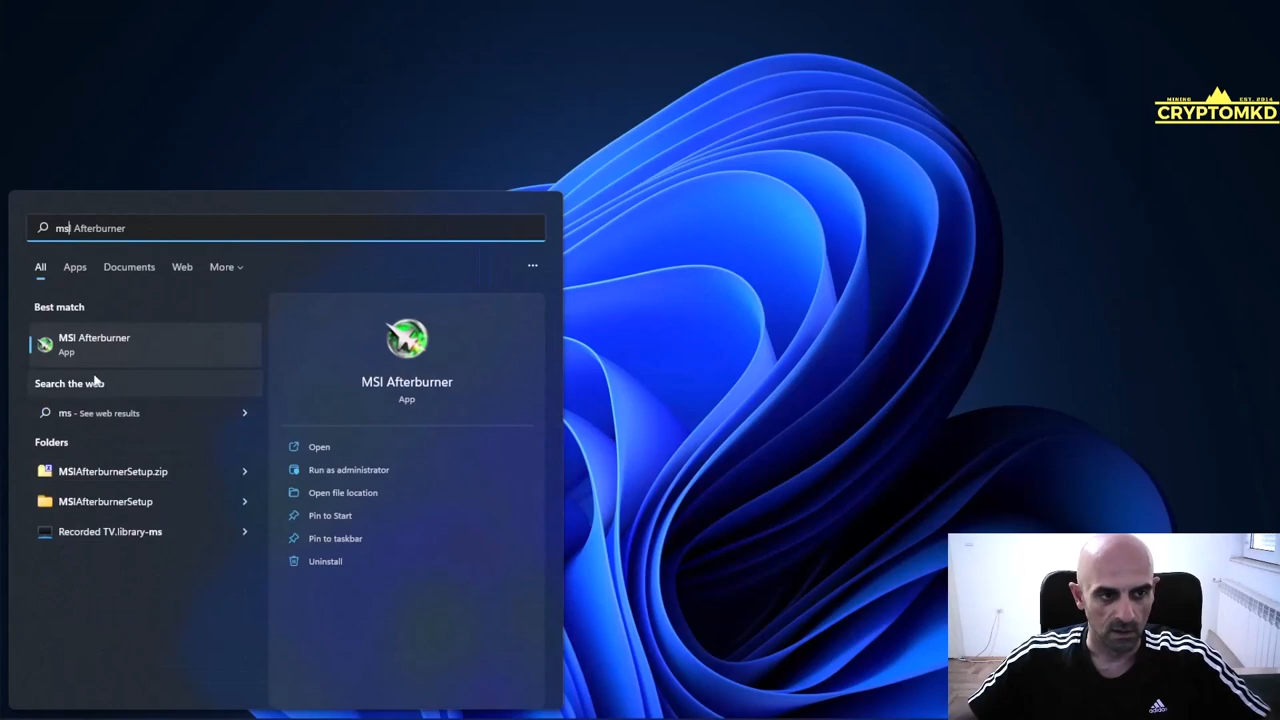 MINING EST. 2014
CRYPTOMKD
msi Afterburner
All Apps Documents Web More
Best match
MSI Afterburner
App
Search the web
ms - See web results
Folders
MSIAfterburnerSetup.zip
MSIAfterburnerSetup
Recorded TV.library-ms
MSI Afterburner
App
Open
Run as administrator
Open file location
Pin to Start
Pin to taskbar
Uninstall
adidas